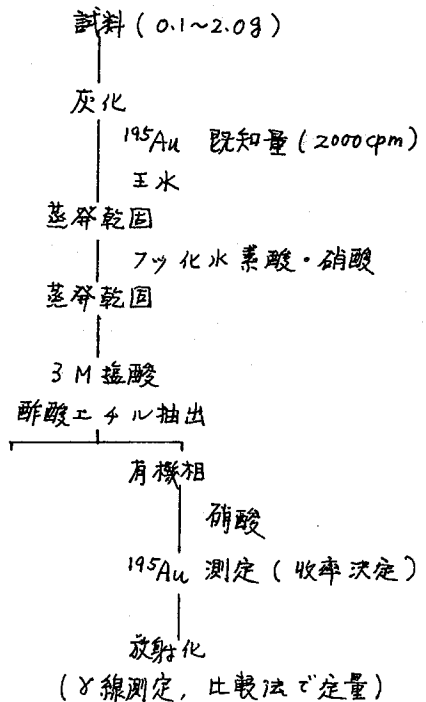 試料(0.1~2.0g)
灰化
¹⁹⁵Au 既知量(2000cpm)
王水
蒸発乾固
フッ化水素酸・硝酸
蒸発乾固
3M塩酸
酢酸エチル抽出
有機相
硝酸
¹⁹⁵Au 測定(收率決定)
放射化
(γ線測定, 比較法で定量)